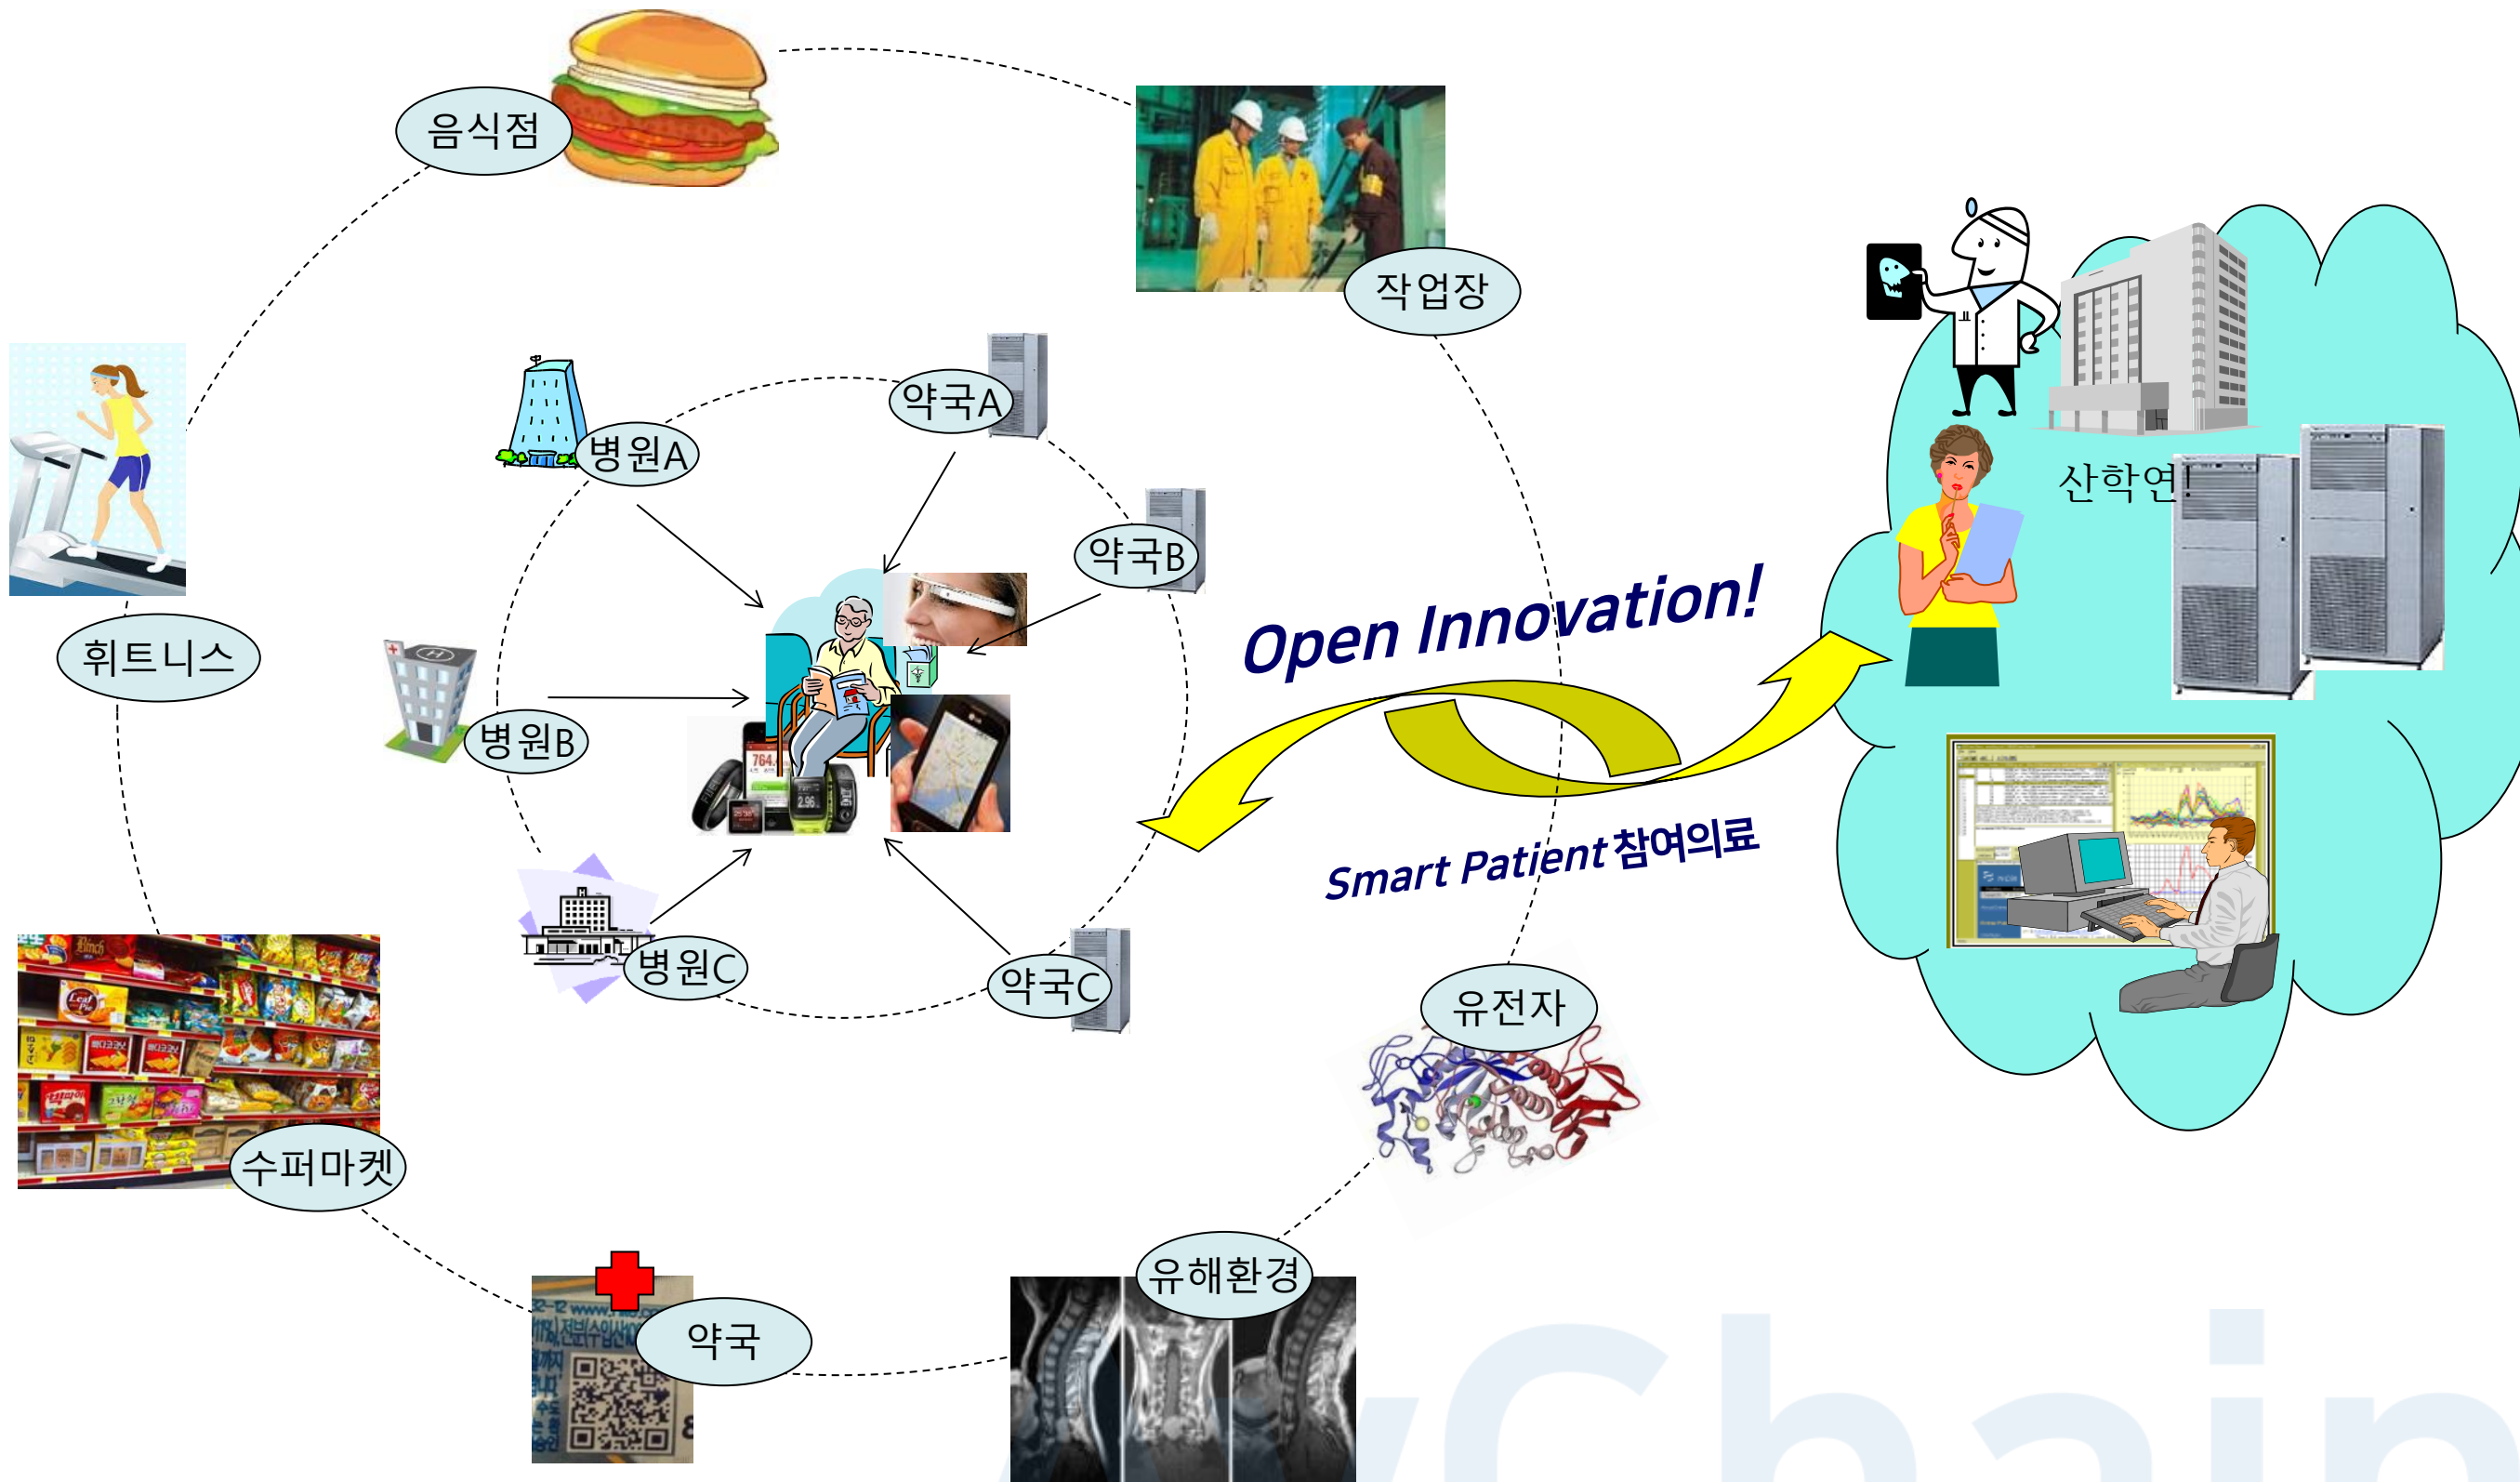 음식점
작업장
약국A
병원A
산학연
약국B
Open Innovation!
휘트니스
병원B
Smart Patient 참여의료
병원C
약국C
유전자
수퍼마켓
유해환경
약국
Chain